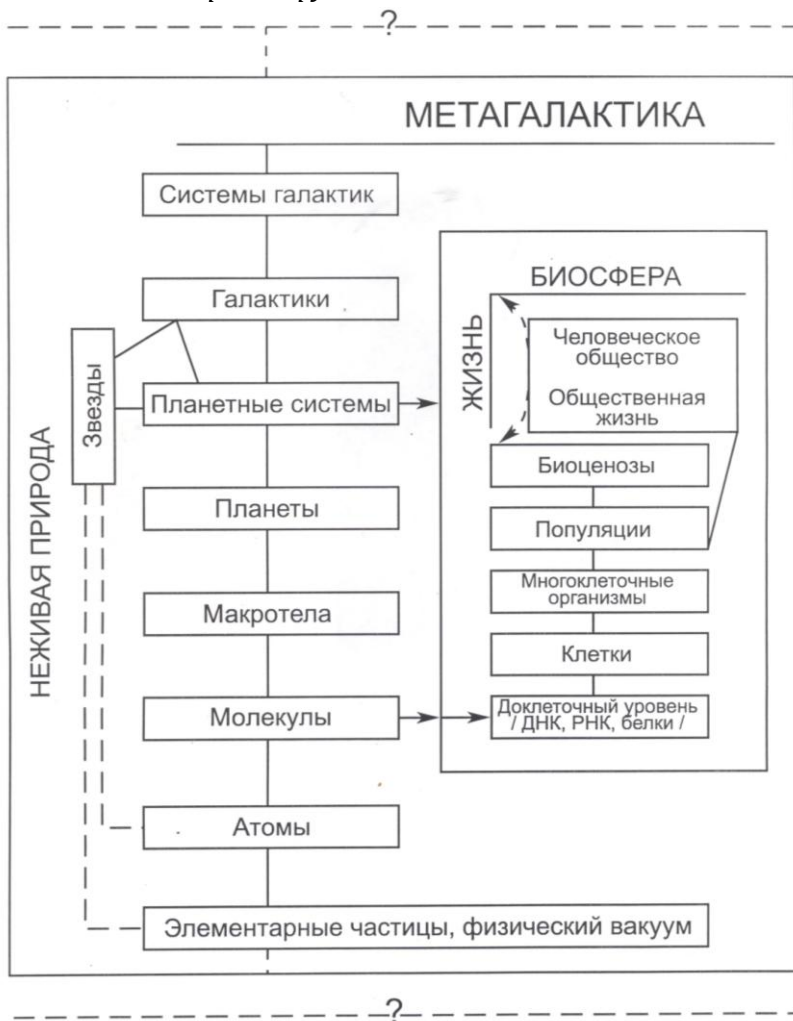 ?
МЕТАГАЛАКТИКА
НЕЖИВАЯ ПРИРОДА
Системы галактик
Галактики
Звезды
Планетные системы
Планеты
Макротела
Молекулы
Атомы
Элементарные частицы, физический вакуум
БИОСФЕРА
ЖИЗНЬ
Человеческое
общество
Общественная
жизнь
Биоценозы
Популяции
Многоклеточные
организмы
Клетки
Доклеточный уровень
/ ДНК, РНК, белки /
?